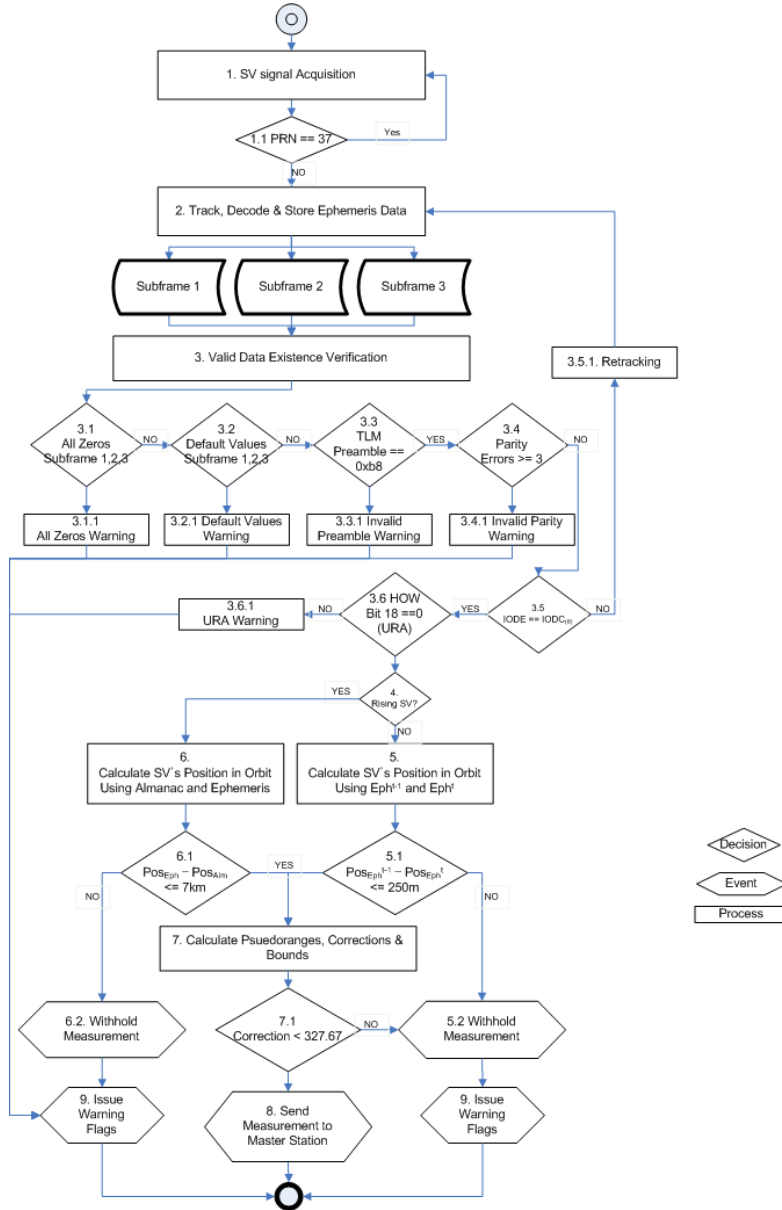 1. SV signal Acquisition
1.1 PRN == 37
Yes
NO
2. Track, Decode & Store Ephemeris Data
Subframe 1
Subframe 2
Subframe 3
3. Valid Data Existence Verification
3.5.1. Retracking
3.1
All Zeros
Subframe 1,2,3
NO
3.2
Default Values
Subframe 1,2,3
NO
3.3
TLM
Preamble ==
0xb8
YES
3.4
Parity
Errors >= 3
NO
3.1.1
All Zeros Warning
3.2.1 Default Values
Warning
3.3.1 Invalid
Preamble Warning
3.4.1 Invalid Parity
Warning
3.6.1
URA Warning
NO
3.6 HOW
Bit 18 ==0
(URA)
YES
3.5
IODE == IODC(8)
NO
4.
Rising SV?
YES
NO
6.
Calculate SV's Position in Orbit
Using Almanac and Ephemeris
5.
Calculate SV's Position in Orbit
Using Eph^t-1 and Eph^t
6.1
PosEph – PosAlm
<= 7km
YES
5.1
PosEph^t-1 – PosEph^t
<= 250m
NO
NO
Decision
Event
Process
7. Calculate Psuedoranges, Corrections &
Bounds
6.2. Withhold
Measurement
7.1
Correction < 327.67
NO
5.2 Withhold
Measurement
9. Issue
Warning
Flags
8. Send
Measurement to
Master Station
9. Issue
Warning
Flags